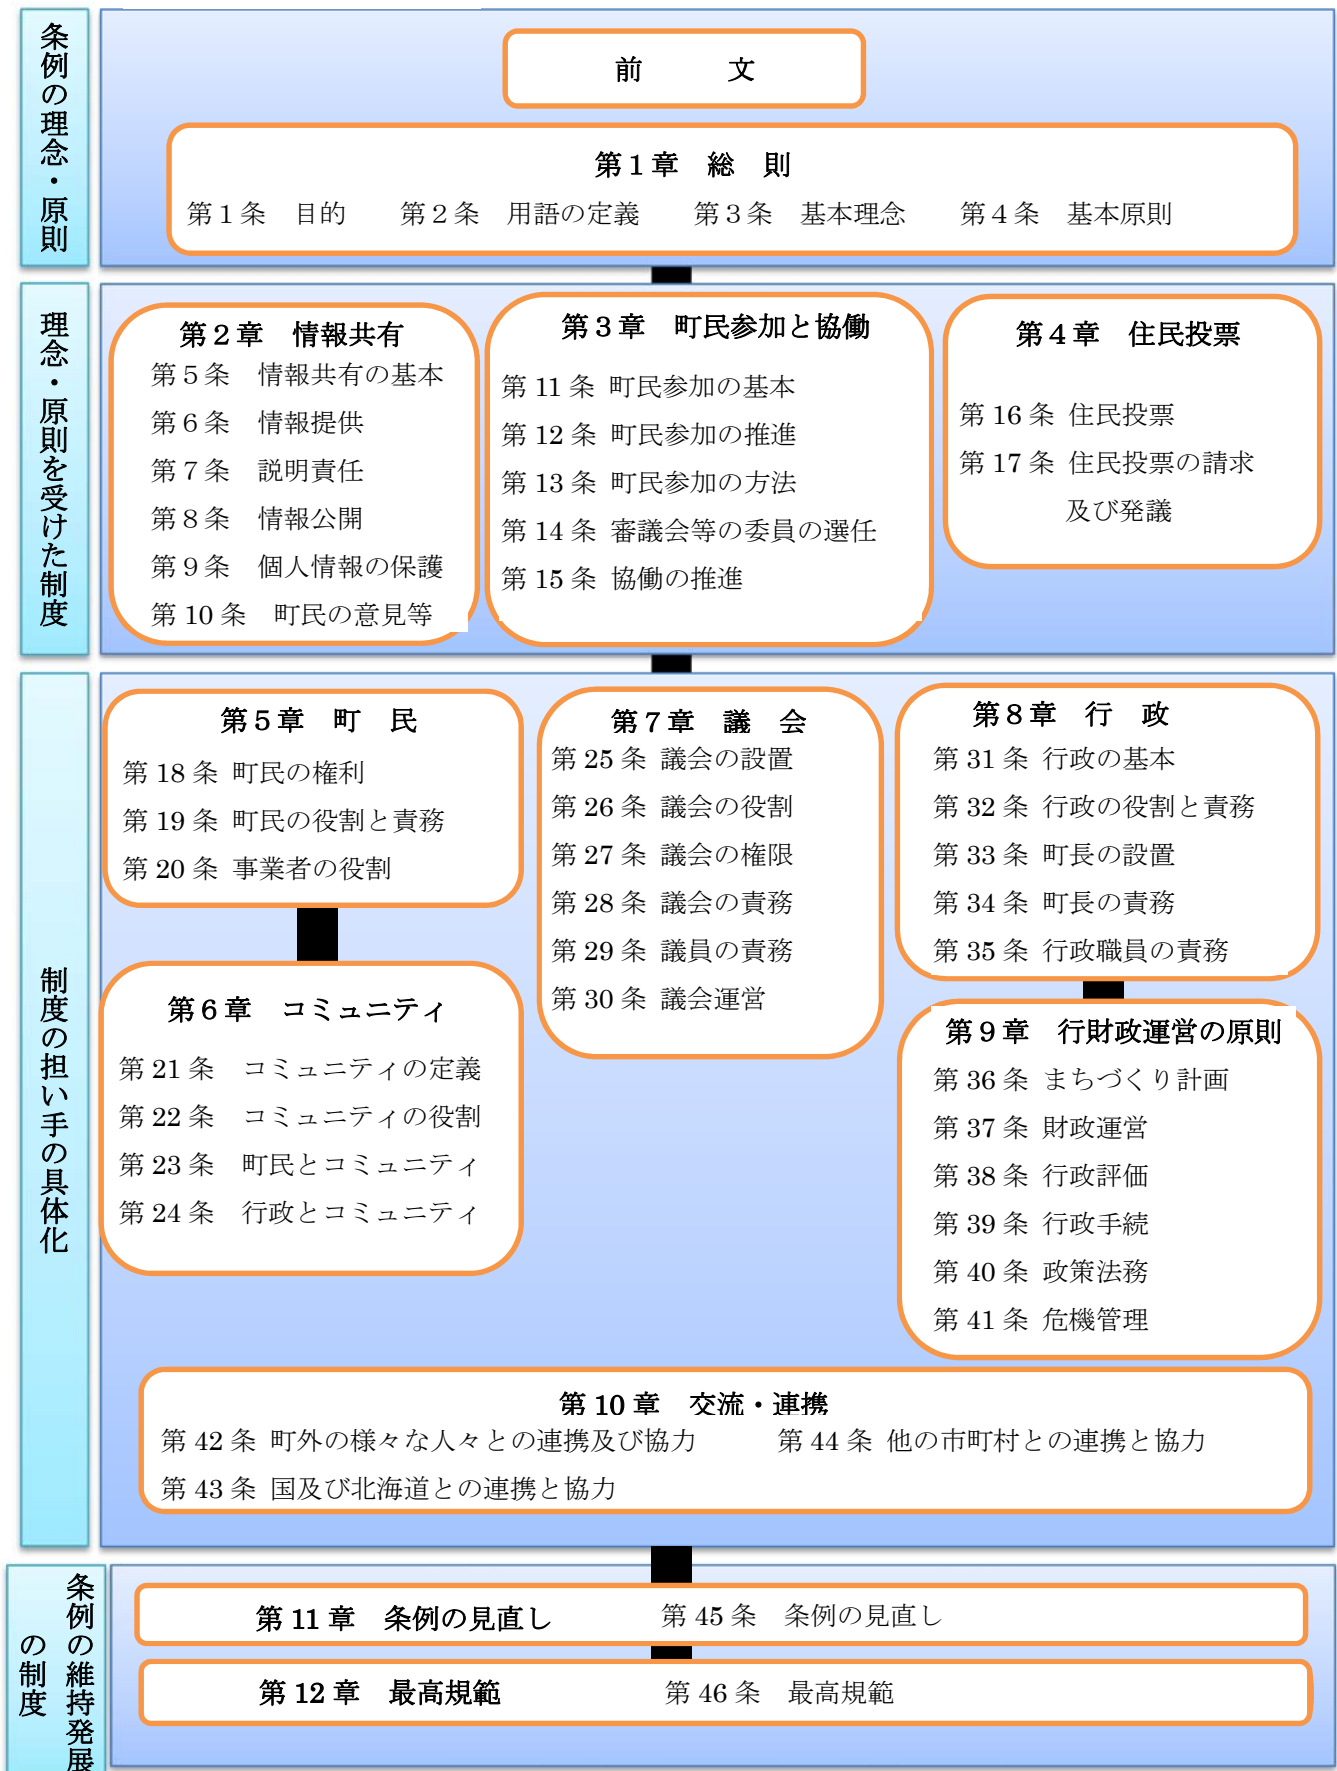 条例の理念・原則
前　　　文
第１章　総　則
第１条　目的　　第２条　用語の定義　　第３条　基本理念　　第４条　基本原則
理念・原則を受けた制度
第２章　情報共有
第５条　情報共有の基本
第６条　情報提供
第７条　説明責任
第８条　情報公開
第９条　個人情報の保護
第 10 条　町民の意見等
第３章　町民参加と協働
第 11 条 町民参加の基本
第 12 条 町民参加の推進
第 13 条 町民参加の方法
第 14 条 審議会等の委員の選任
第 15 条 協働の推進
第４章　住民投票
第 16 条 住民投票
第 17 条 住民投票の請求
及び発議
制度の担い手の具体化
第５章　町　民
第 18 条 町民の権利
第 19 条 町民の役割と責務
第 20 条 事業者の役割
第６章　コミュニティ
第 21 条　コミュニティの定義
第 22 条　コミュニティの役割
第 23 条　町民とコミュニティ
第 24 条　行政とコミュニティ
第７章　議　会
第 25 条 議会の設置
第 26 条 議会の役割
第 27 条 議会の権限
第 28 条 議会の責務
第 29 条 議員の責務
第 30 条 議会運営
第８章　行　政
第 31 条 行政の基本
第 32 条 行政の役割と責務
第 33 条 町長の設置
第 34 条 町長の責務
第 35 条 行政職員の責務
第９章　行財政運営の原則
第 36 条 まちづくり計画
第 37 条 財政運営
第 38 条 行政評価
第 39 条 行政手続
第 40 条 政策法務
第 41 条 危機管理
第 10 章　交流・連携
第 42 条 町外の様々な人々との連携及び協力　　　第 44 条 他の市町村との連携と協力
第 43 条 国及び北海道との連携と協力
条例の維持発展
の制度
第 11 章　条例の見直し　　　　第 45 条　条例の見直し
第 12 章　最高規範　　　　　　第 46 条　最高規範